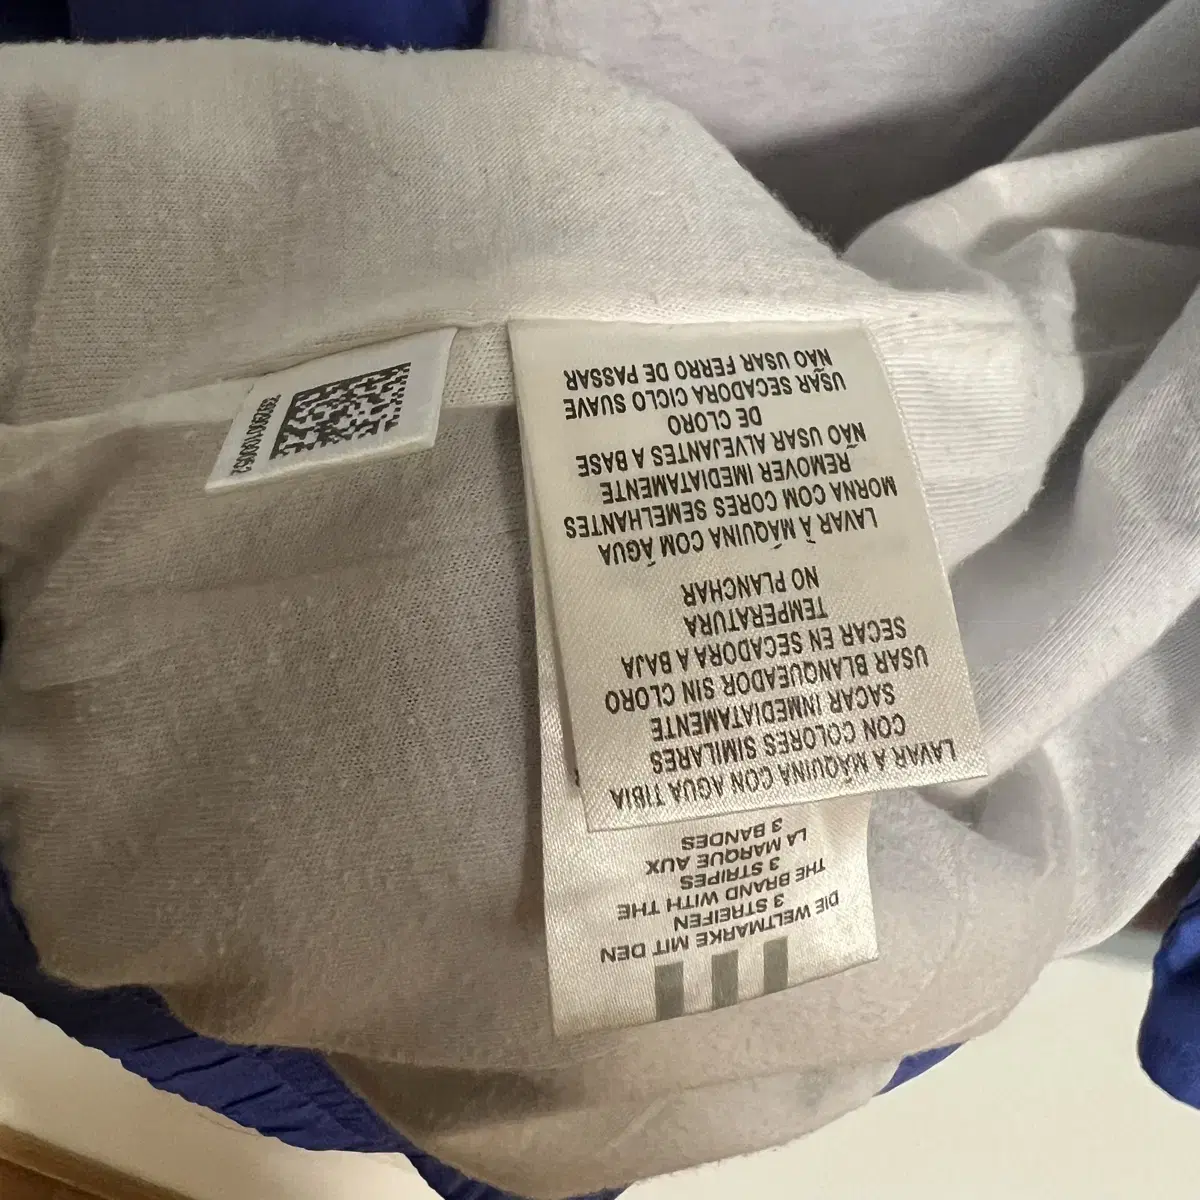 LAVAR A MÁQUINA CON AGUA TIBIA
CON COLORES SIMILARES
SACAR INMEDIATAMENTE
USAR BLANQUEADOR SIN CLORO
SECAR EN SECADORA A BAJA
TEMPERATURA
NO PLANCHAR
LAVAR À MÁQUINA COM ÁGUA
MORNA COM CORES SEMELHANTES
REMOVER IMEDIATAMENTE
NÃO USAR ALVEJANTES A BASE
DE CLORO
USAR SECADORA CICLO SUAVE
NÃO USAR FERRO DE PASSAR
DIE WELTMARKE MIT DEN
3 STREIFEN
THE BRAND WITH THE
3 STRIPES
LA MARQUE AUX
3 BANDES